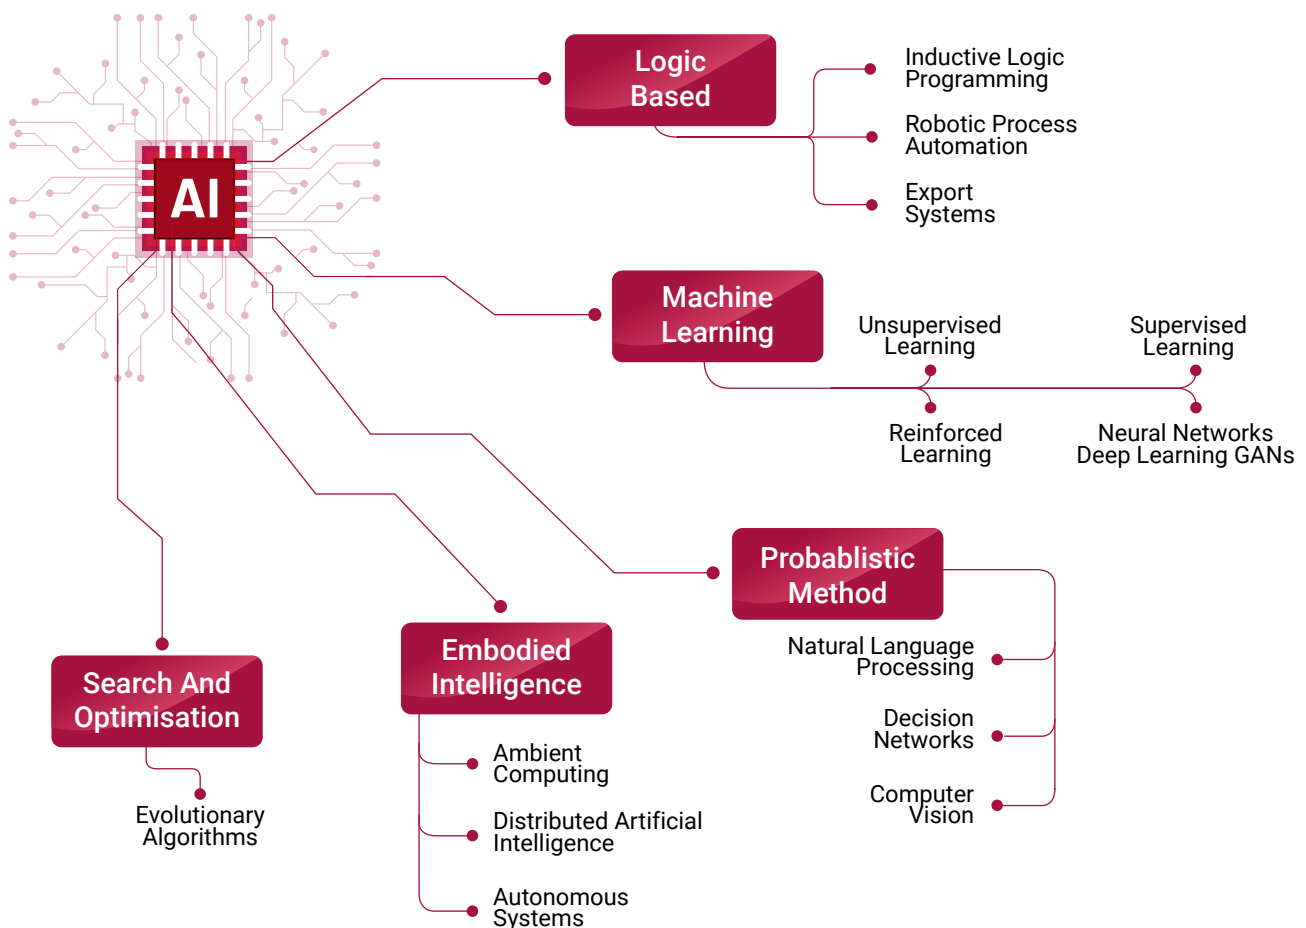 AI
Logic
Based
Inductive Logic
Programming
Robotic Process
Automation
Export
Systems
Machine
Learning
Unsupervised
Learning
Supervised
Learning
Reinforced
Learning
Neural Networks
Deep Learning GANs
Probablistic
Method
Natural Language
Processing
Decision
Networks
Computer
Vision
Embodied
Intelligence
Ambient
Computing
Distributed Artificial
Intelligence
Autonomous
Systems
Search And
Optimisation
Evolutionary
Algorithms